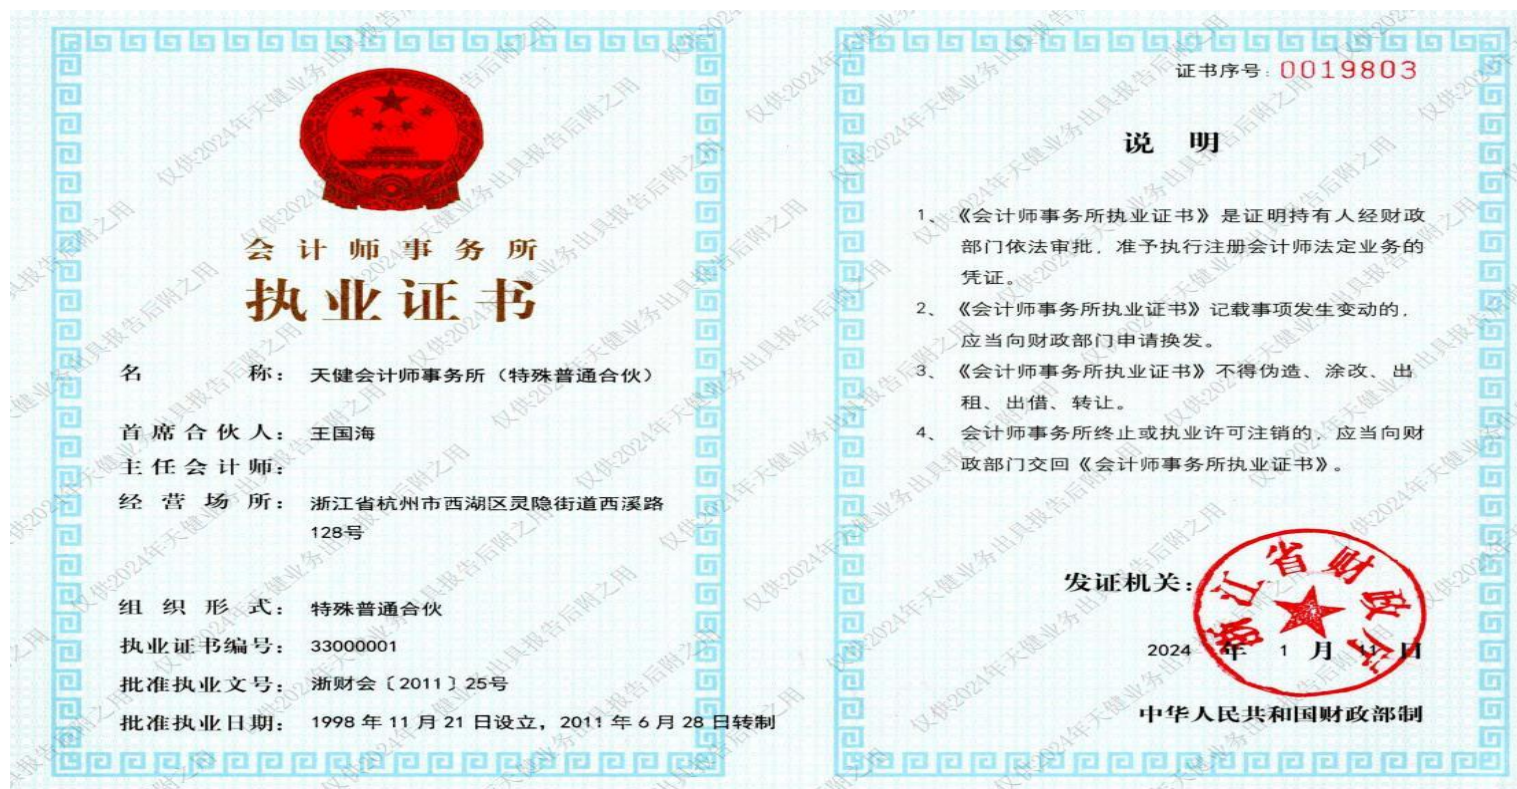 会计师事务所
执业证书
名称：天健会计师事务所（特殊普通合伙）
首席合伙人：王国海
主任会计师：
经营场所：浙江省杭州市西湖区灵隐街道西溪路
128号
组织形式：特殊普通合伙
执业证书编号：33000001
批准执业文号：浙财会〔2011〕25号
批准执业日期：1998年11月21日设立，2011年6月28日转制
证书序号：0019803
说明
1、《会计师事务所执业证书》是证明持有人经财政
部门依法审批，准予执行注册会计师法定业务的
凭证。
2、《会计师事务所执业证书》记载事项发生变动的，
应当向财政部门申请换发。
3、《会计师事务所执业证书》不得伪造、涂改、出
租、出借、转让。
4、会计师事务所终止或执业许可注销的，应当向财
政部门交回《会计师事务所执业证书》。
发证机关：
浙江省财政厅
2024年1月11日
中华人民共和国财政部制
仅供2024年天健业务出具报告后附之用